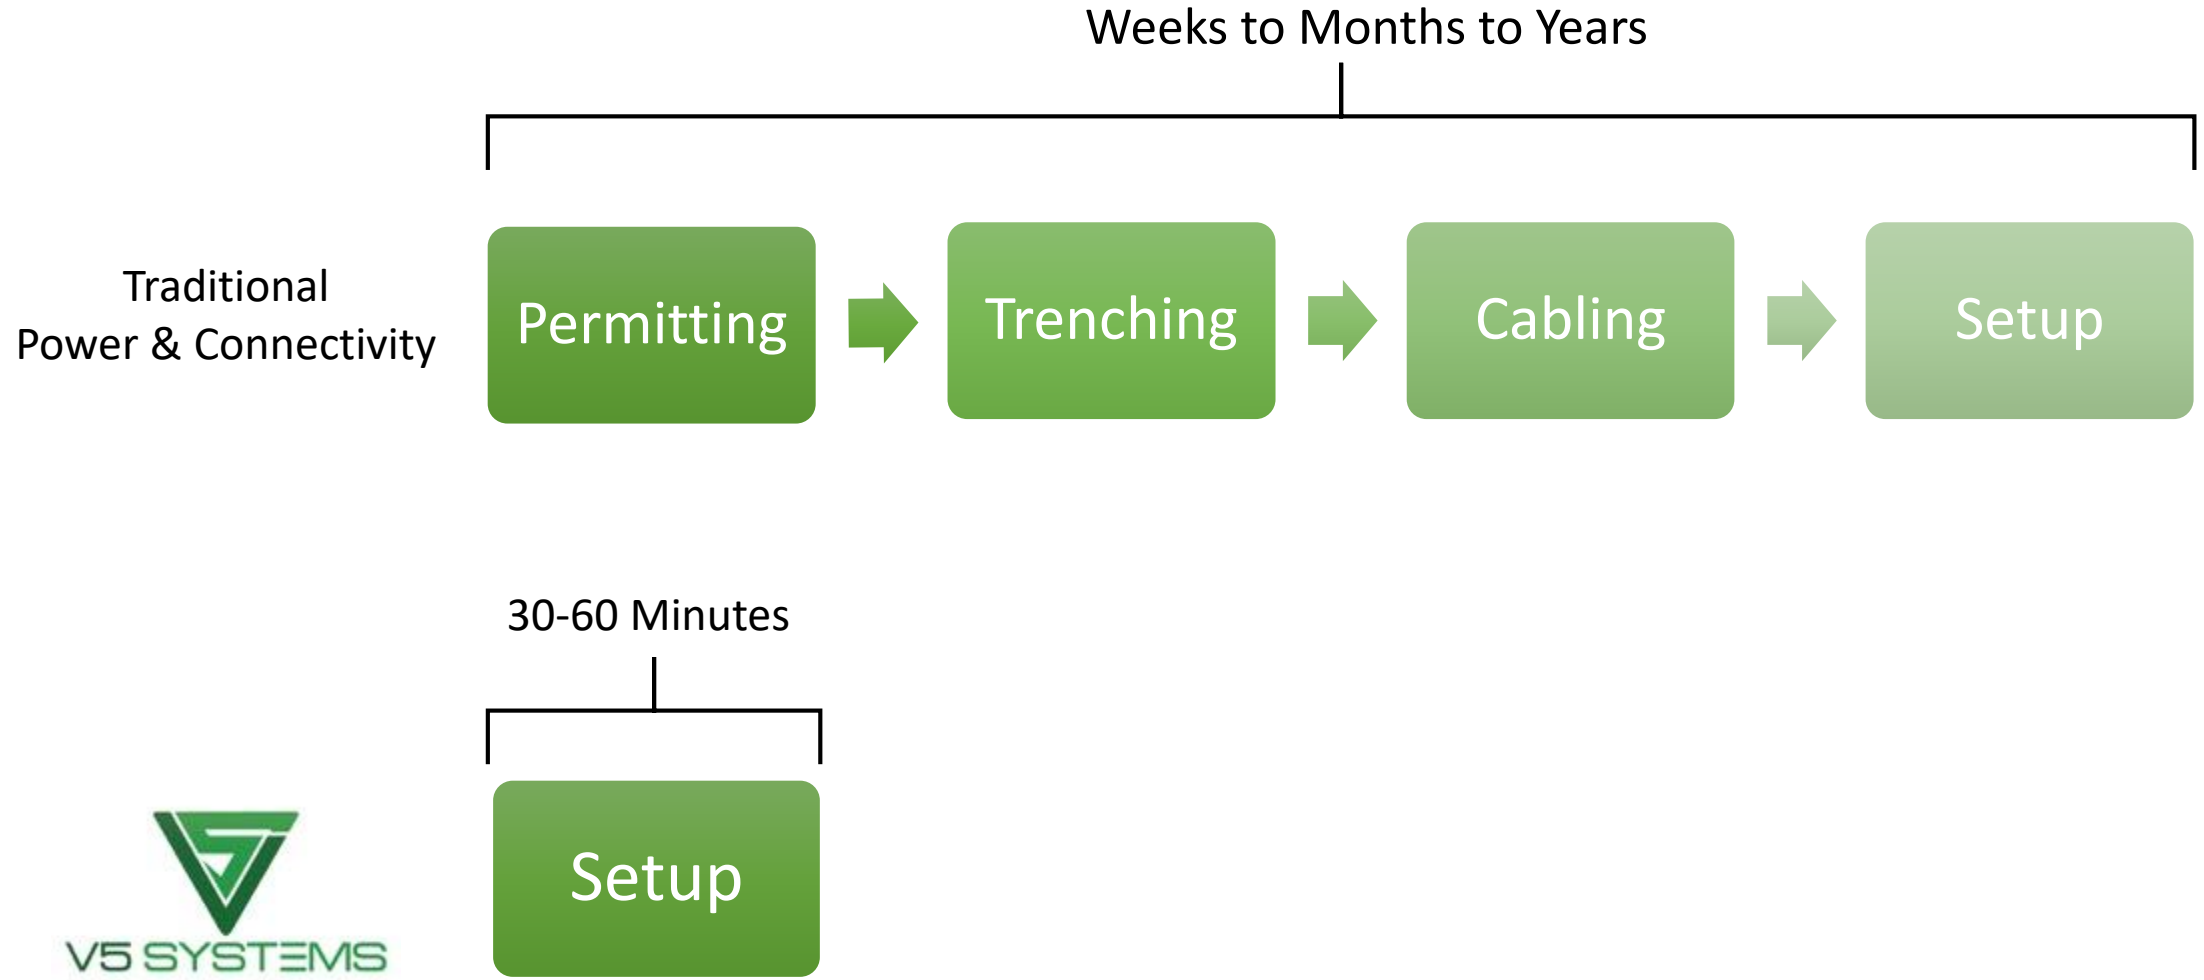 Weeks to Months to Years
Traditional
Power & Connectivity
Permitting
Trenching
Cabling
Setup
30-60 Minutes
Setup
V5 SYSTEMS